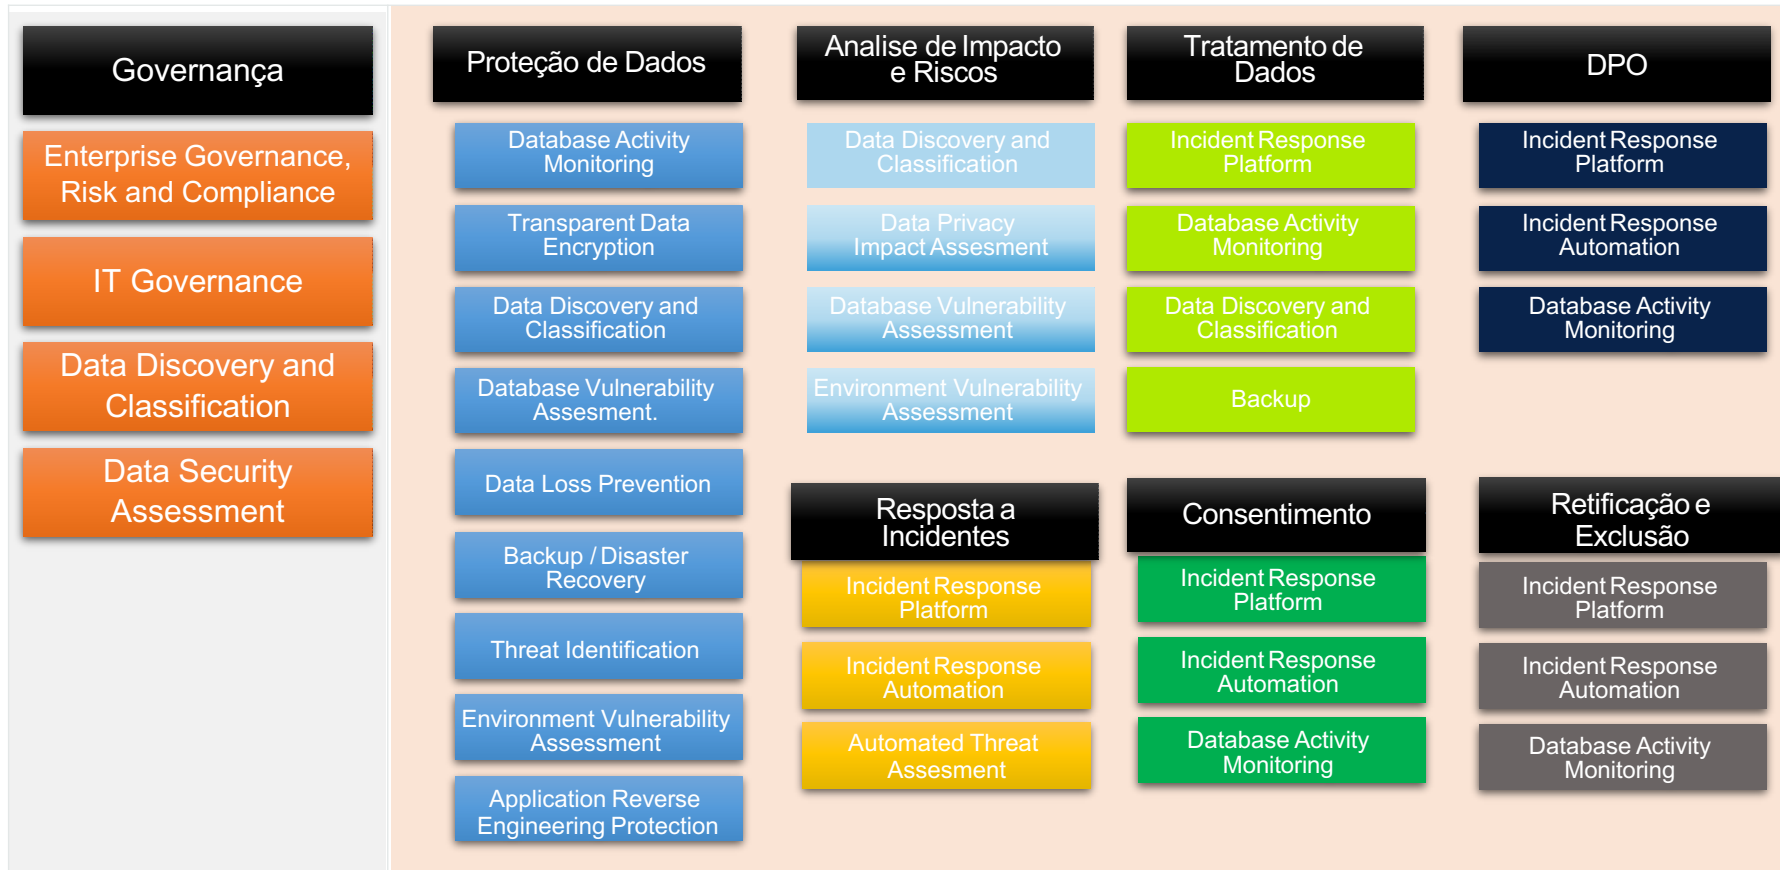 Governança
Enterprise Governance,
Risk and Compliance
IT Governance
Data Discovery and
Classification
Data Security
Assessment
Proteção de Dados
Database Activity
Monitoring
Transparent Data
Encryption
Data Discovery and
Classification
Database Vulnerability
Assesment.
Data Loss Prevention
Backup / Disaster
Recovery
Threat Identification
Environment Vulnerability
Assessment
Application Reverse
Engineering Protection
Analise de Impacto
e Riscos
Data Discovery and
Classification
Data Privacy
Impact Assesment
Database Vulnerability
Assessment
Environment Vulnerability
Assessment
Tratamento de
Dados
Incident Response
Platform
Database Activity
Monitoring
Data Discovery and
Classification
Backup
DPO
Incident Response
Platform
Incident Response
Automation
Database Activity
Monitoring
Resposta a
Incidentes
Incident Response
Platform
Incident Response
Automation
Automated Threat
Assesment
Consentimento
Incident Response
Platform
Incident Response
Automation
Database Activity
Monitoring
Retificação e
Exclusão
Incident Response
Platform
Incident Response
Automation
Database Activity
Monitoring